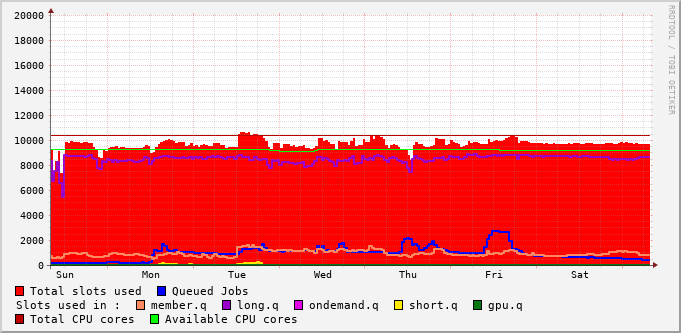 20000
18000
16000
14000
12000
10000
8000
6000
4000
2000
0
Sun Mon Tue Wed Thu Fri Sat
RRDTOOL / TOBI OETIKER
Total slots used Queued Jobs
Slots used in : member.q long.q ondemand.q short.q gpu.q
Total CPU cores Available CPU cores